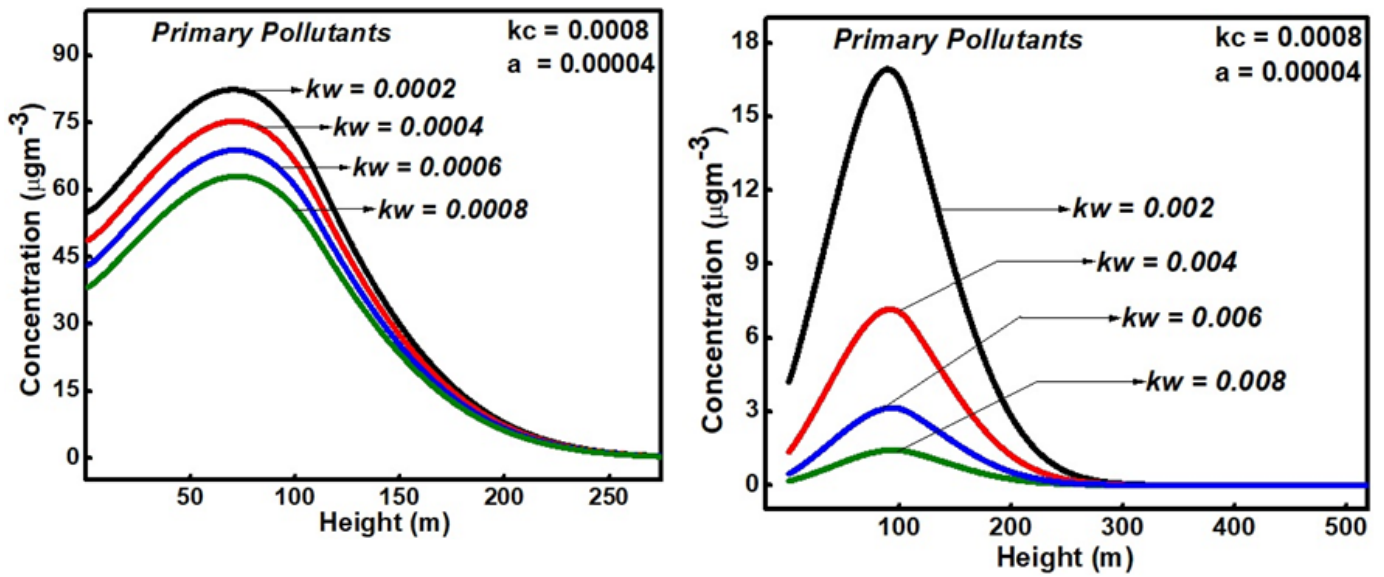 Primary Pollutants
kc = 0.0008
a = 0.00004
kw = 0.0002
kw = 0.0004
kw = 0.0006
kw = 0.0008
Concentration (µgm⁻³)
90
75
60
45
30
15
0
50
100
150
200
250
Height (m)
Primary Pollutants
kc = 0.0008
a = 0.00004
kw = 0.002
kw = 0.004
kw = 0.006
kw = 0.008
Concentration (µgm⁻³)
18
15
12
9
6
3
0
100
200
300
400
500
Height (m)